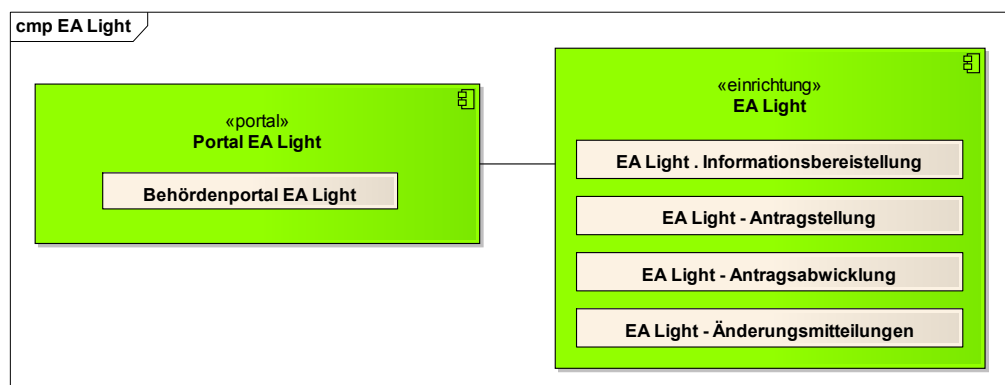 cmp EA Light
«portal»
Portal EA Light
Behördenportal EA Light
«einrichtung»
EA Light
EA Light . Informationsbereistellung
EA Light - Antragstellung
EA Light - Antragsabwicklung
EA Light - Änderungsmitteilungen